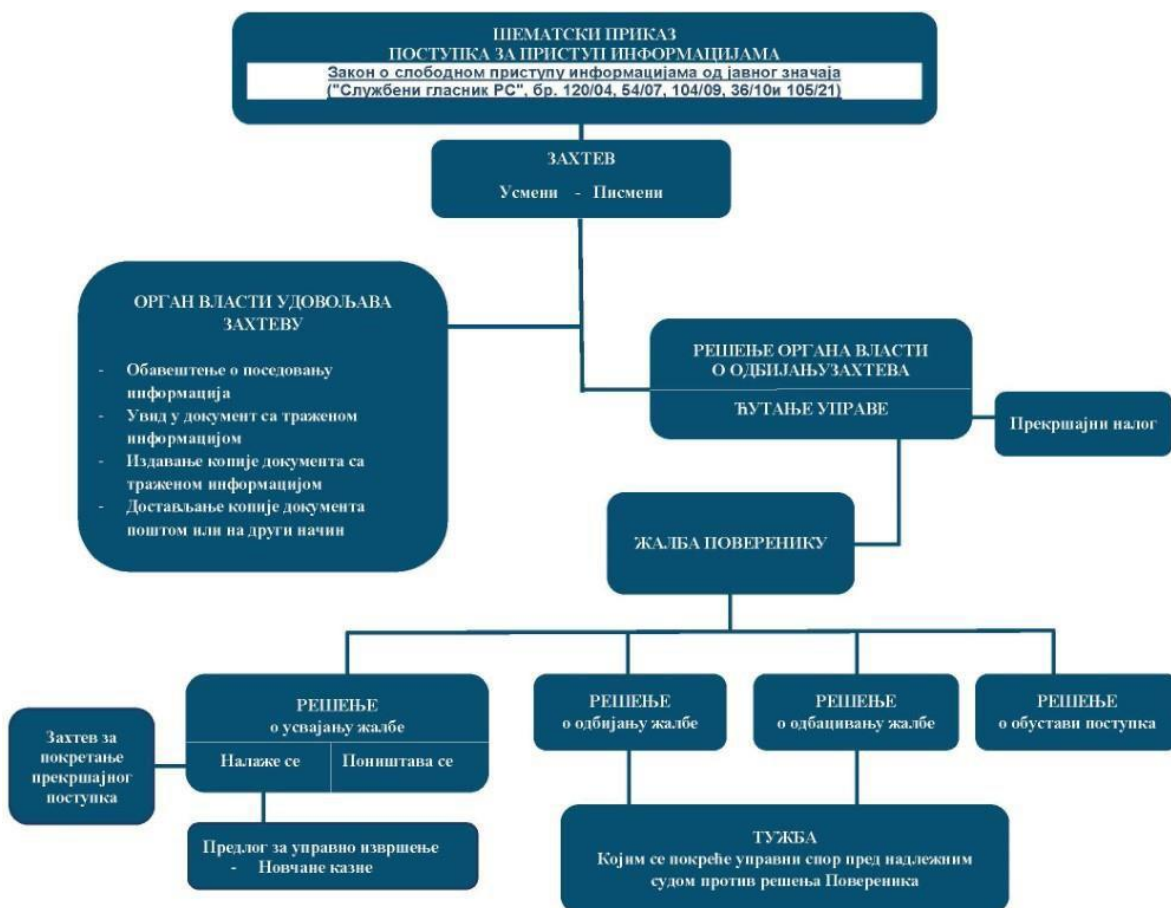 ШЕМАТСКИ ПРИКАЗ
ПОСТУПКА ЗА ПРИСТУП ИНФОРМАЦИЈАМА
Закон о слободном приступу информацијама од јавног значаја
("Службени гласник РС", бр. 120/04, 54/07, 104/09, 36/10и 105/21)
ЗАХТЕВ
Усмени - Писмени
ОРГАН ВЛАСТИ УДОВОЉАВА
ЗАХТЕВУ
- Обавештење о поседовању
информација
- Увид у документ са траженом
информацијом
- Издавање копије документа са
траженом информацијом
- Достављање копије документа
поштом или на други начин
РЕШЕЊЕ ОРГАНА ВЛАСТИ
О ОДБИЈАЊУЗАХТЕВА
ЋУТАЊЕ УПРАВЕ
Прекршајни налог
ЖАЛБА ПОВЕРЕНИКУ
Захтев за
покретање
прекршајног
поступка
РЕШЕЊЕ
о усвајању жалбе
Налаже се
Поништава се
РЕШЕЊЕ
о одбијању жалбе
РЕШЕЊЕ
о одбацивању жалбе
РЕШЕЊЕ
о обустави поступка
Предлог за управно извршење
- Новчане казне
ТУЖБА
Којим се покреће управни спор пред надлежним
судом против решења Повереника